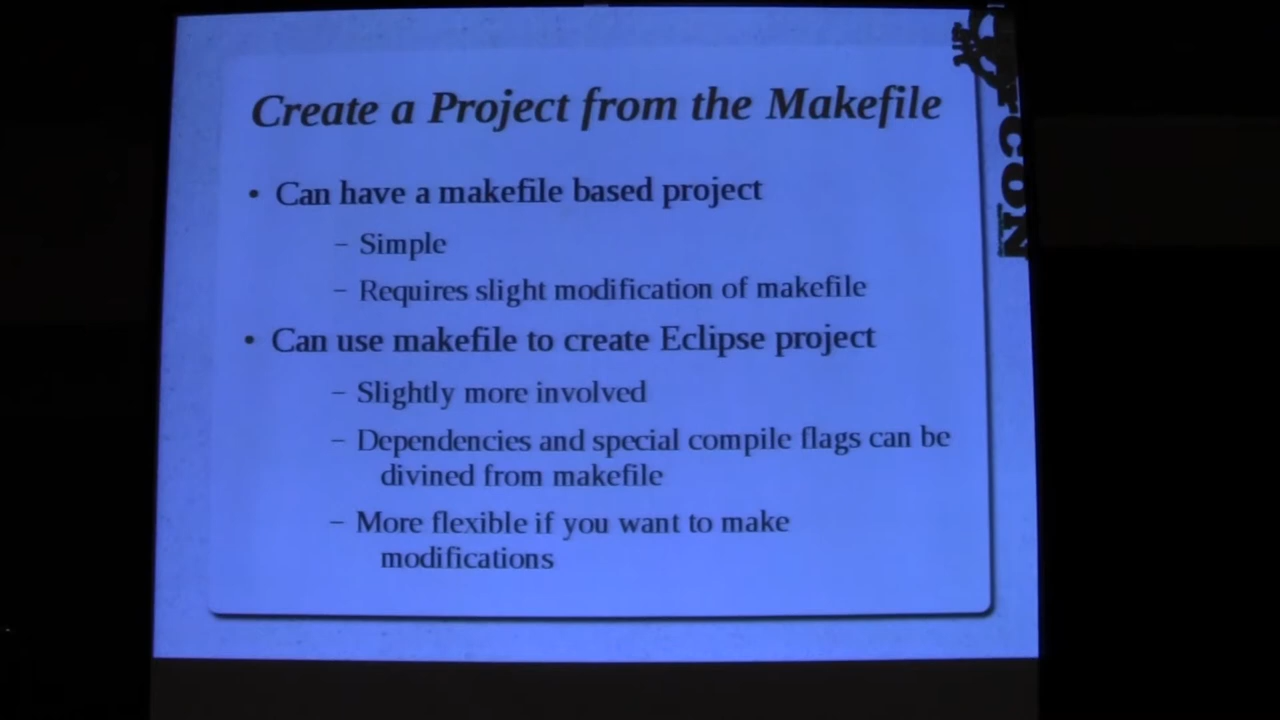 Create a Project from the Makefile
• Can have a makefile based project
– Simple
– Requires slight modification of makefile
• Can use makefile to create Eclipse project
– Slightly more involved
– Dependencies and special compile flags can be
divined from makefile
– More flexible if you want to make
modifications
CON